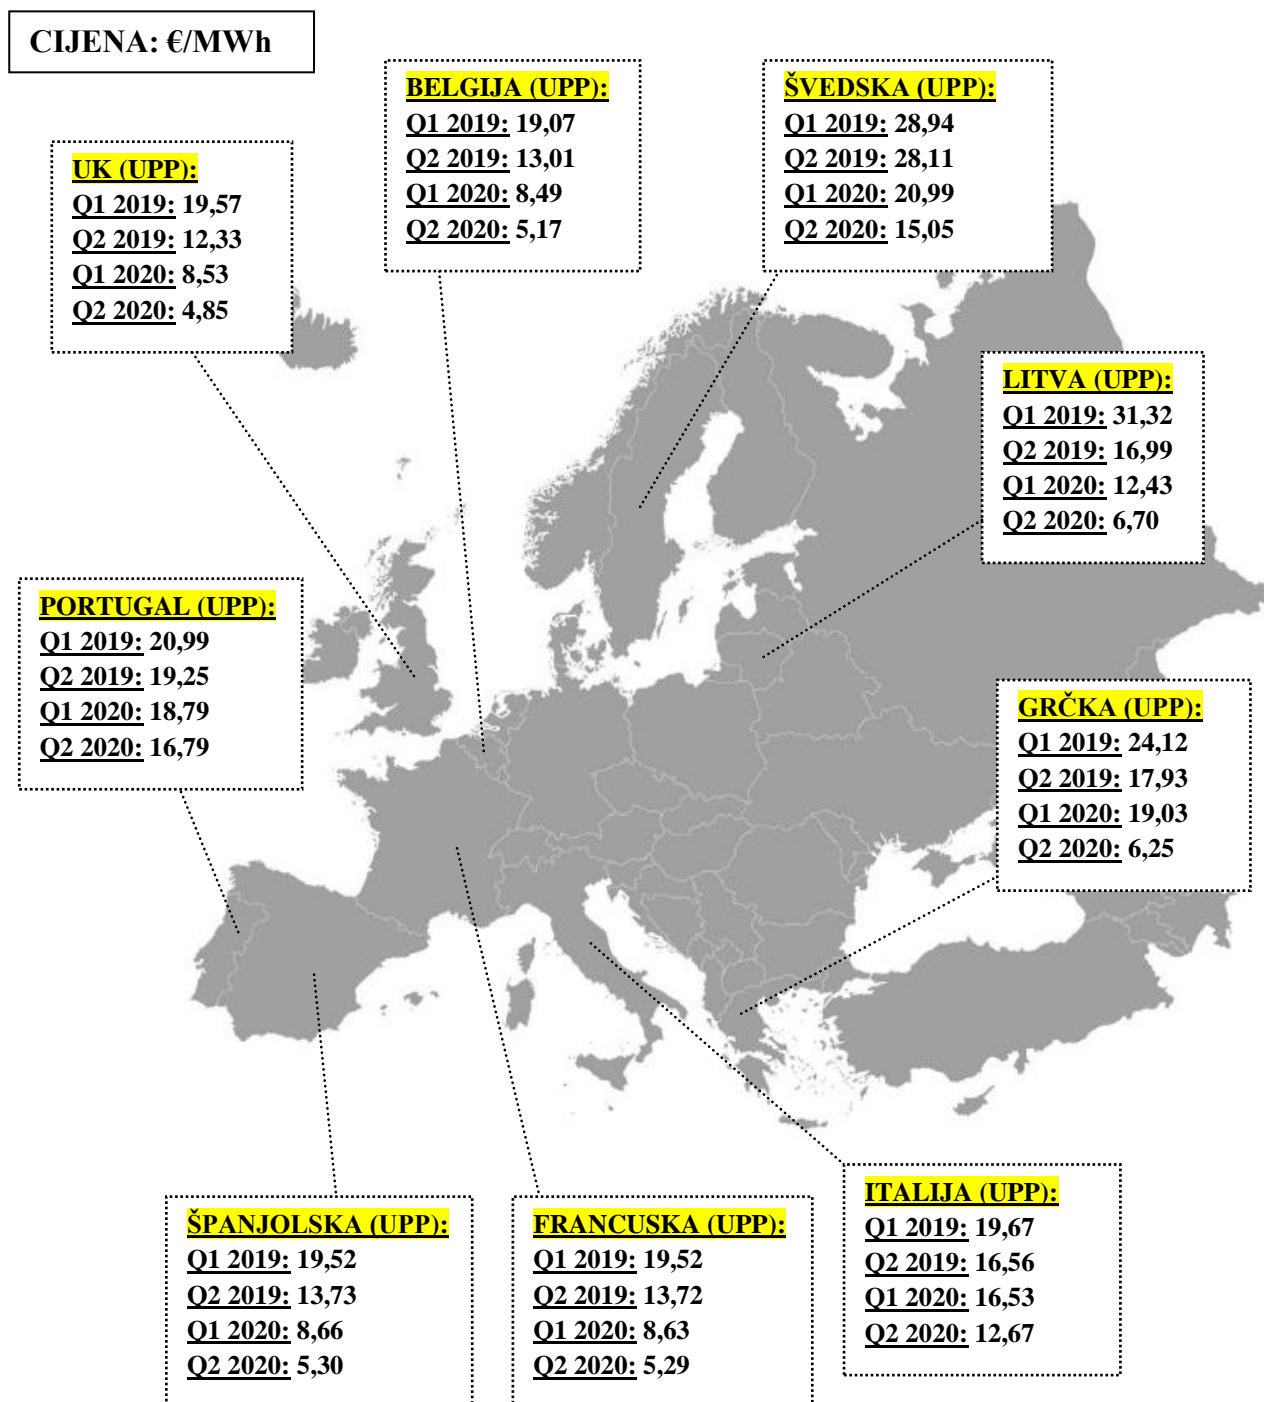 CIJENA: €/MWh
BELGIJA (UPP):
Q1 2019: 19,07
Q2 2019: 13,01
Q1 2020: 8,49
Q2 2020: 5,17
ŠVEDSKA (UPP):
Q1 2019: 28,94
Q2 2019: 28,11
Q1 2020: 20,99
Q2 2020: 15,05
UK (UPP):
Q1 2019: 19,57
Q2 2019: 12,33
Q1 2020: 8,53
Q2 2020: 4,85
LITVA (UPP):
Q1 2019: 31,32
Q2 2019: 16,99
Q1 2020: 12,43
Q2 2020: 6,70
PORTUGAL (UPP):
Q1 2019: 20,99
Q2 2019: 19,25
Q1 2020: 18,79
Q2 2020: 16,79
GRČKA (UPP):
Q1 2019: 24,12
Q2 2019: 17,93
Q1 2020: 19,03
Q2 2020: 6,25
ŠPANJOLSKA (UPP):
Q1 2019: 19,52
Q2 2019: 13,73
Q1 2020: 8,66
Q2 2020: 5,30
FRANCUSKA (UPP):
Q1 2019: 19,52
Q2 2019: 13,72
Q1 2020: 8,63
Q2 2020: 5,29
ITALIJA (UPP):
Q1 2019: 19,67
Q2 2019: 16,56
Q1 2020: 16,53
Q2 2020: 12,67